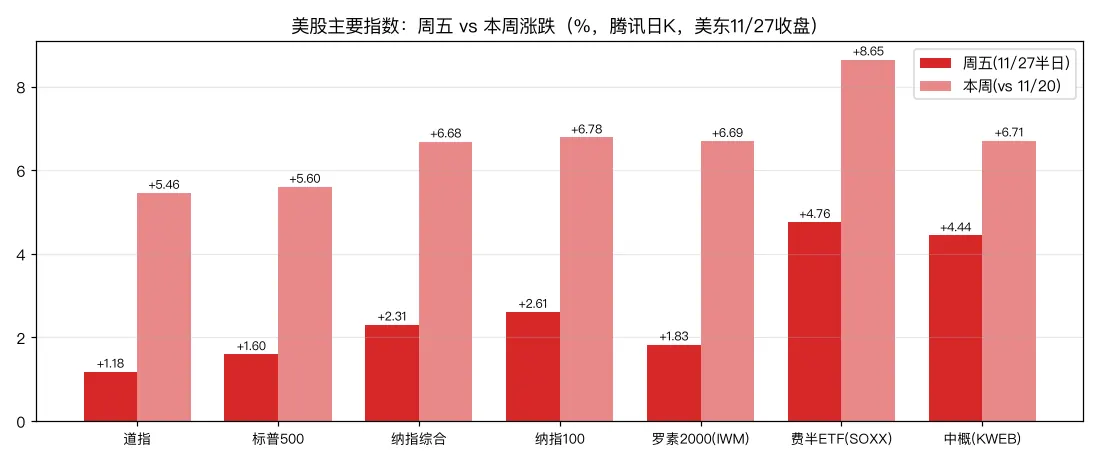 美股主要指数：周五 vs 本周涨跌（%，腾讯日K，美东11/27收盘）
周五(11/27半日)
本周(vs 11/20)
8
6
4
2
0
+1.18
+5.46
+1.60
+5.60
+2.31
+6.68
+2.61
+6.78
+1.83
+6.69
+4.76
+8.65
+4.44
+6.71
道指
标普500
纳指综合
纳指100
罗素2000(IWM)
费半ETF(SOXX)
中概(KWEB)